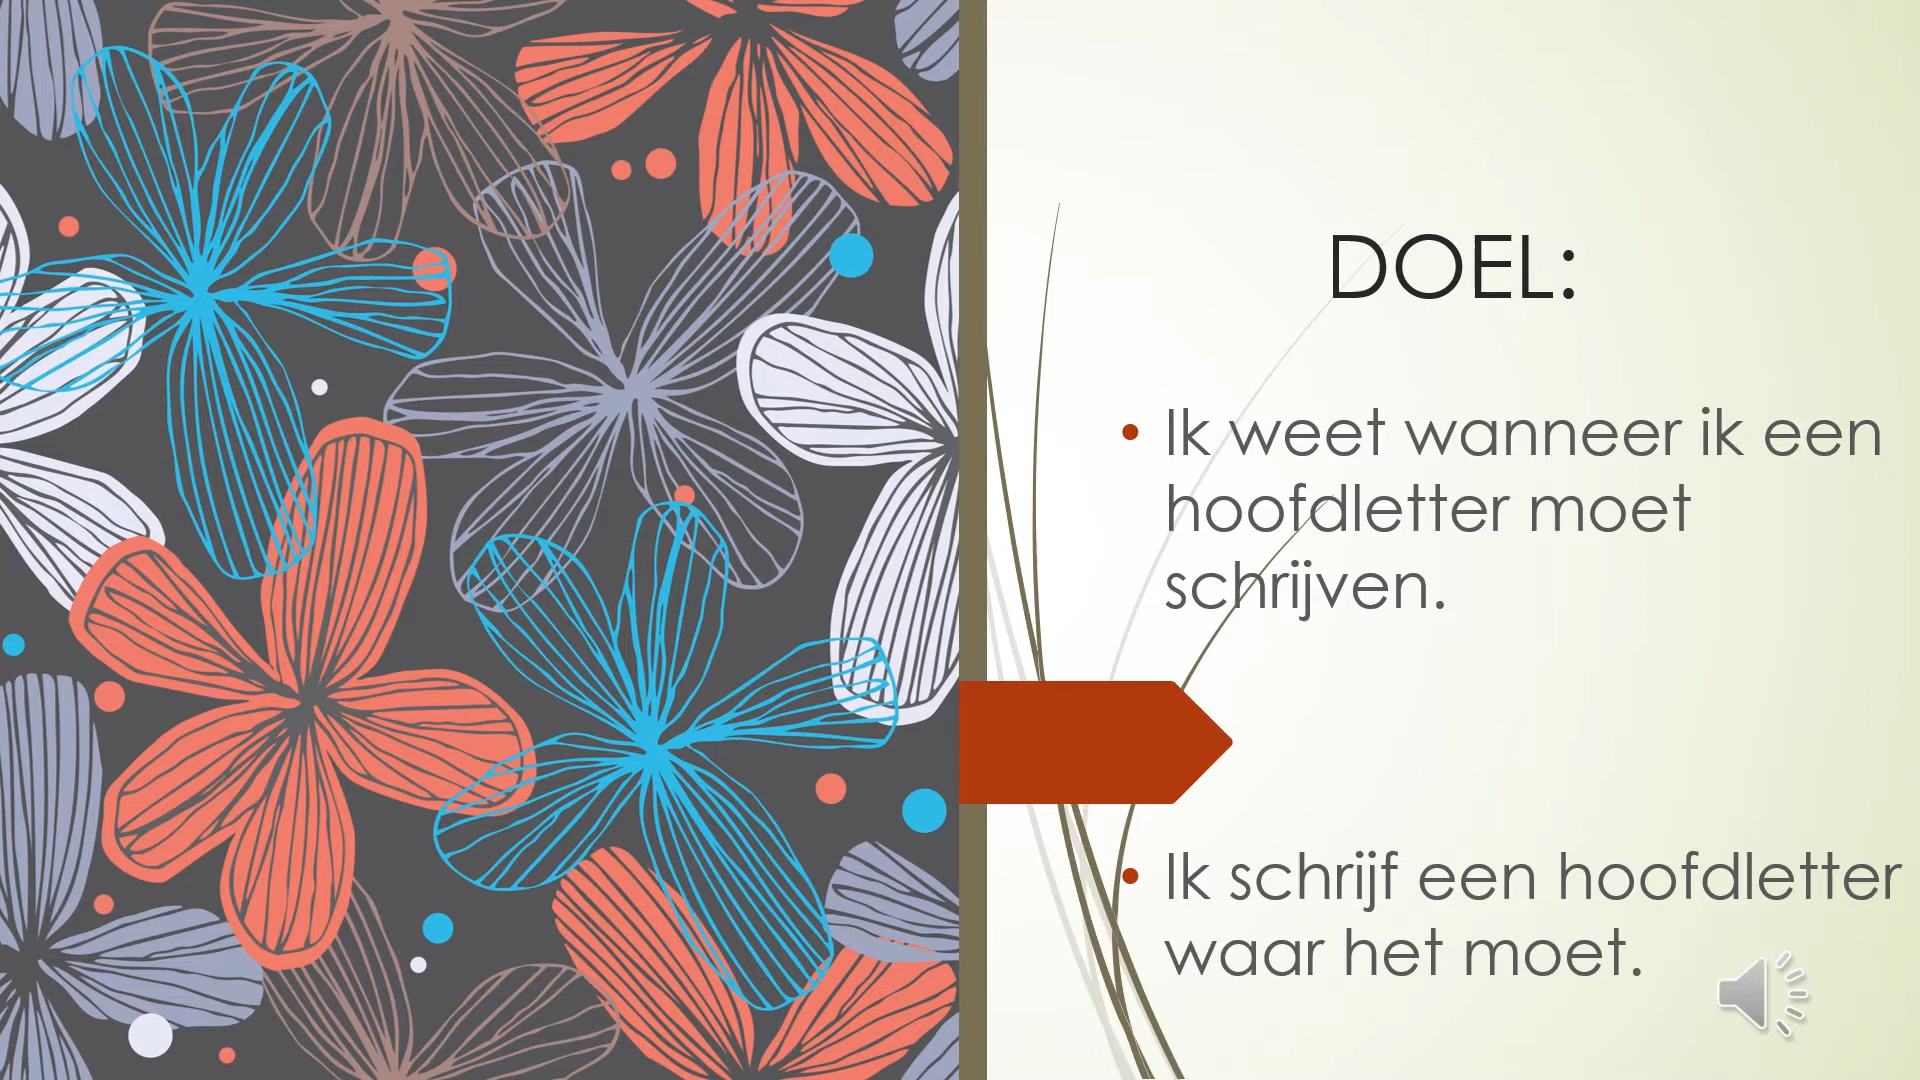 DOEL:
• Ik weet wanneer ik een
hoofdletter moet
schrijven.
• Ik schrijf een hoofdletter
waar het moet.